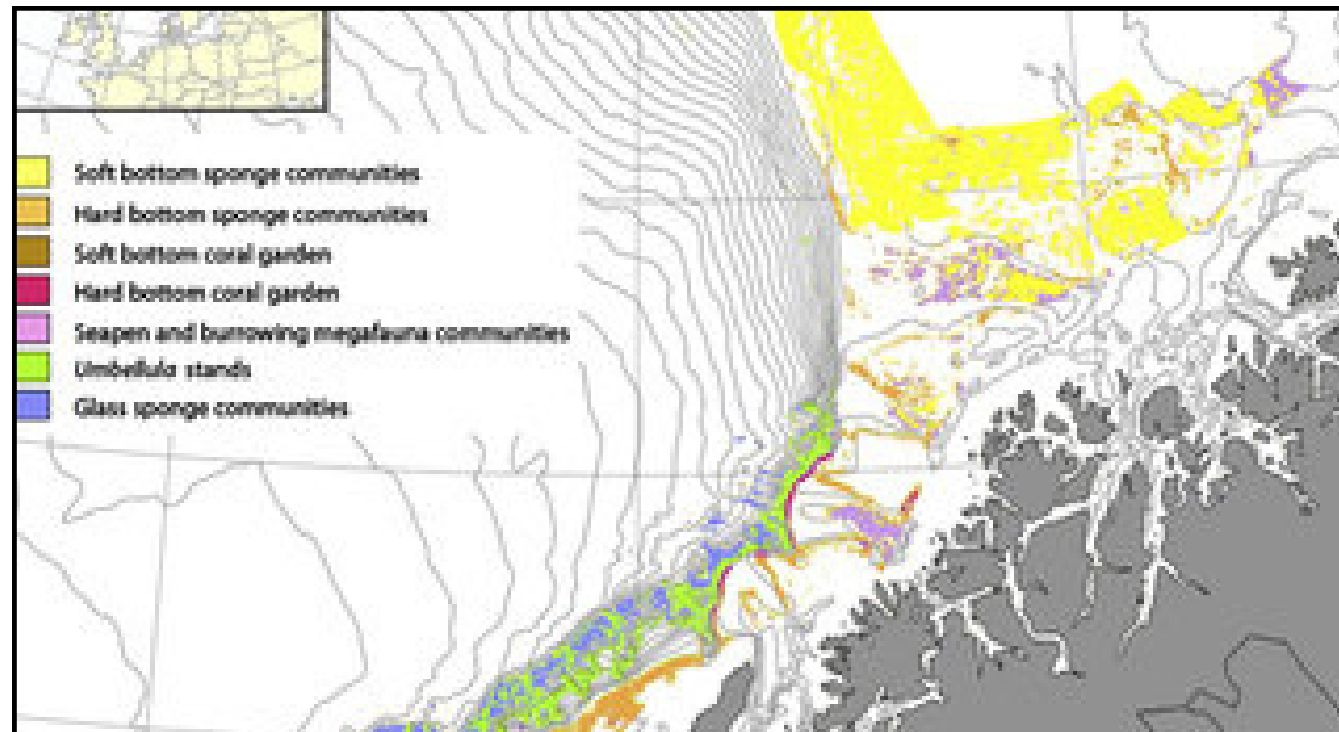 Soft bottom sponge communities
Hard bottom sponge communities
Soft bottom coral garden
Hard bottom coral garden
Seapen and burrowing megafauna communities
Umbellula stands
Glass sponge communities